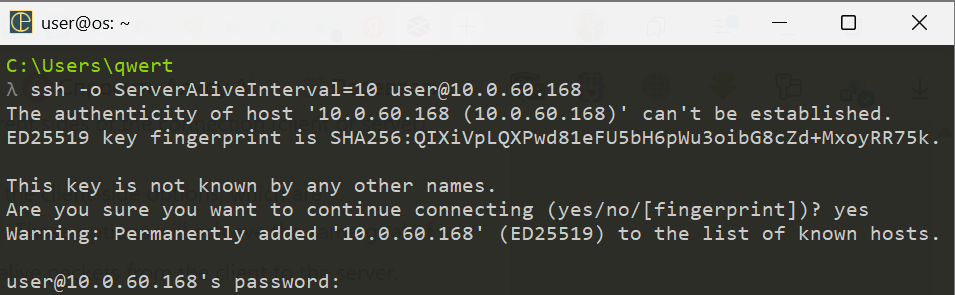 user@os: ~
C:\Users\qwert
λ ssh -o ServerAliveInterval=10 user@10.0.60.168
The authenticity of host '10.0.60.168 (10.0.60.168)' can't be established.
ED25519 key fingerprint is SHA256:QIXiVpLQXPwd81eFU5bH6pWu3oibG8cZd+MxoyRR75k.
This key is not known by any other names.
Are you sure you want to continue connecting (yes/no/[fingerprint])? yes
Warning: Permanently added '10.0.60.168' (ED25519) to the list of known hosts.
user@10.0.60.168's password: